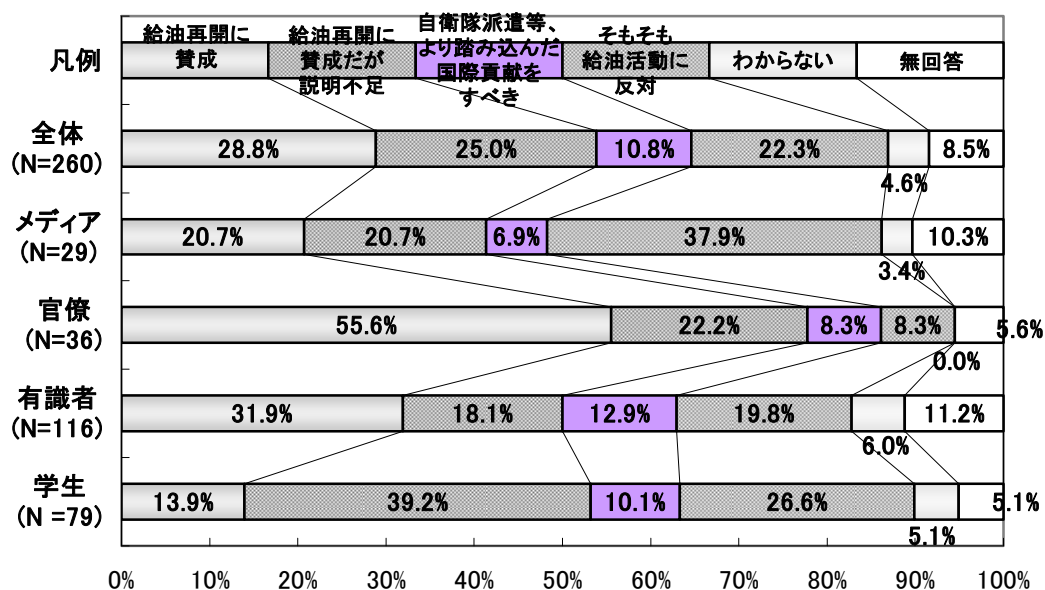 凡例
給油再開に
賛成
給油再開に
賛成だが
説明不足
自衛隊派遣等、
より踏み込んだ
国際貢献を
すべき
そもそも
給油活動に
反対
わからない
無回答
全体
(N=260)
28.8% 25.0% 10.8% 22.3% 4.6% 8.5%
メディア
(N=29)
20.7% 20.7% 6.9% 37.9% 3.4% 10.3%
官僚
(N=36)
55.6% 22.2% 8.3% 8.3% 0.0% 5.6%
有識者
(N=116)
31.9% 18.1% 12.9% 19.8% 6.0% 11.2%
学生
(N =79)
13.9% 39.2% 10.1% 26.6% 5.1% 5.1%
0% 10% 20% 30% 40% 50% 60% 70% 80% 90% 100%